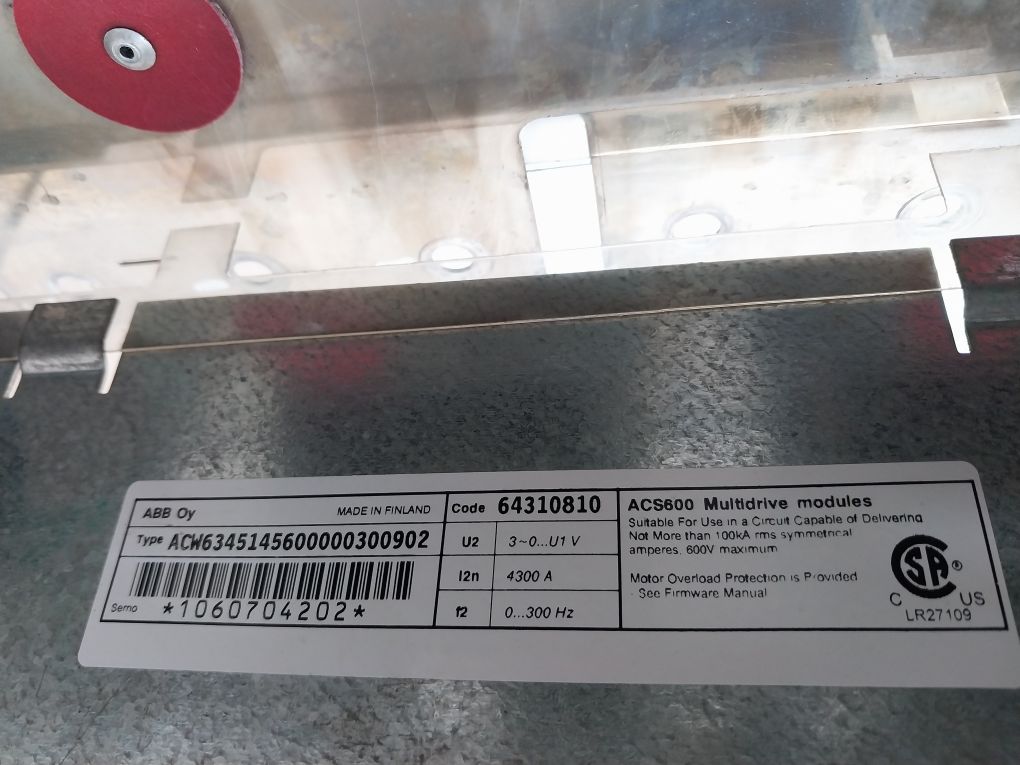 ABB Oy MADE IN FINLAND
Type ACW6345145600000300902
Serno *1060704202*
Code 64310810
U2 3~0...U1 V
I2n 4300 A
f2 0...300 Hz
ACS600 Multidrive modules
Suitable For Use in a Circuit Capable of Delivering
Not More than 100kA rms symmetrical
amperes, 600V maximum
Motor Overload Protection is Provided
- See Firmware Manual
SA ®
C US
LR27109